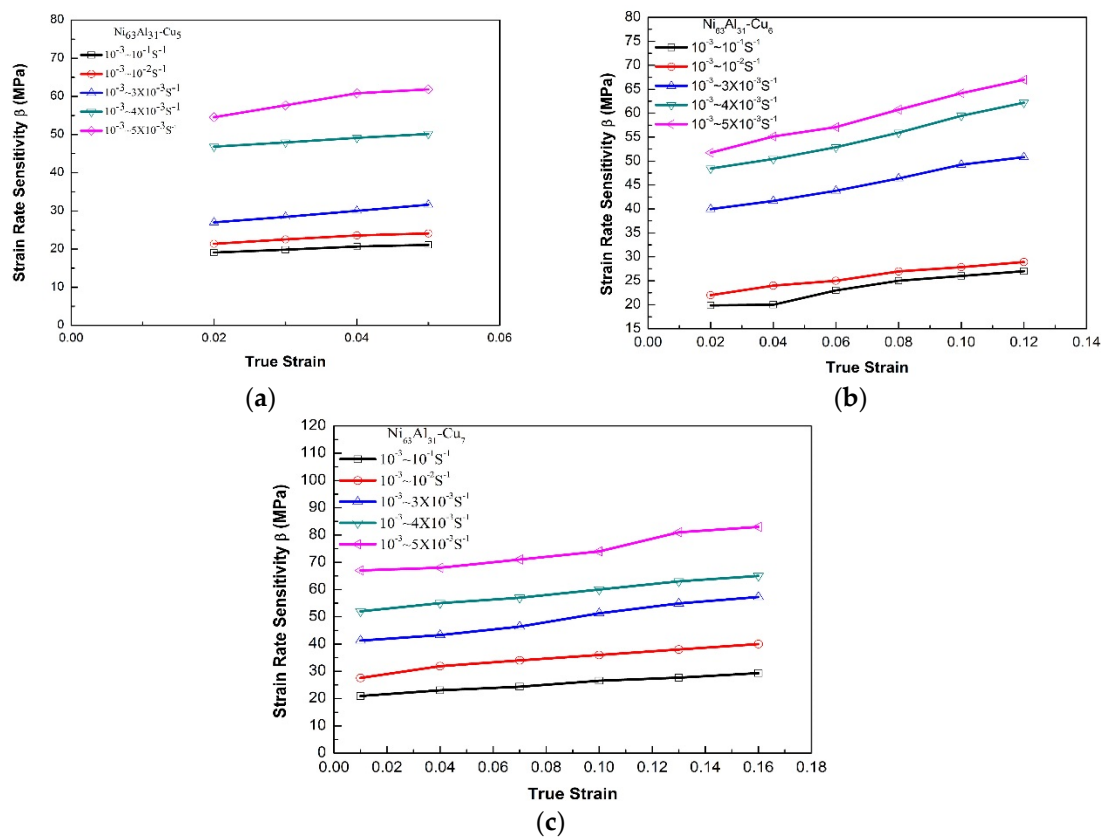 Ni₆₃Al₃₁-Cu₅
10⁻³~10⁻¹S⁻¹
10⁻³~10⁻²S⁻¹
10⁻³~3X10⁻³S⁻¹
10⁻³~4X10⁻³S⁻¹
10⁻³~5X10⁻³S⁻
Strain Rate Sensitivity β (MPa)
80
70
60
50
40
30
20
10
0
0.00 0.02 0.04 0.06
True Strain
(a)
Ni₆₃Al₃₁-Cu₆
10⁻³~10⁻¹S⁻¹
10⁻³~10⁻²S⁻¹
10⁻³~3X10⁻³S⁻¹
10⁻³~4X10⁻³S⁻¹
10⁻³~5X10⁻³S⁻¹
Strain Rate Sensitivity β (MPa)
80
75
70
65
60
55
50
45
40
35
30
25
20
15
0.00 0.02 0.04 0.06 0.08 0.10 0.12 0.14
True Strain
(b)
Ni₆₃Al₃₁-Cu₇
10⁻³~10⁻¹S⁻¹
10⁻³~10⁻²S⁻¹
10⁻³~3X10⁻³S⁻¹
10⁻³~4X10⁻³S⁻¹
10⁻³~5X10⁻³S⁻¹
Strain Rate Sensitivity β (MPa)
120
110
100
90
80
70
60
50
40
30
20
10
0
0.00 0.02 0.04 0.06 0.08 0.10 0.12 0.14 0.16 0.18
True Strain
(c)